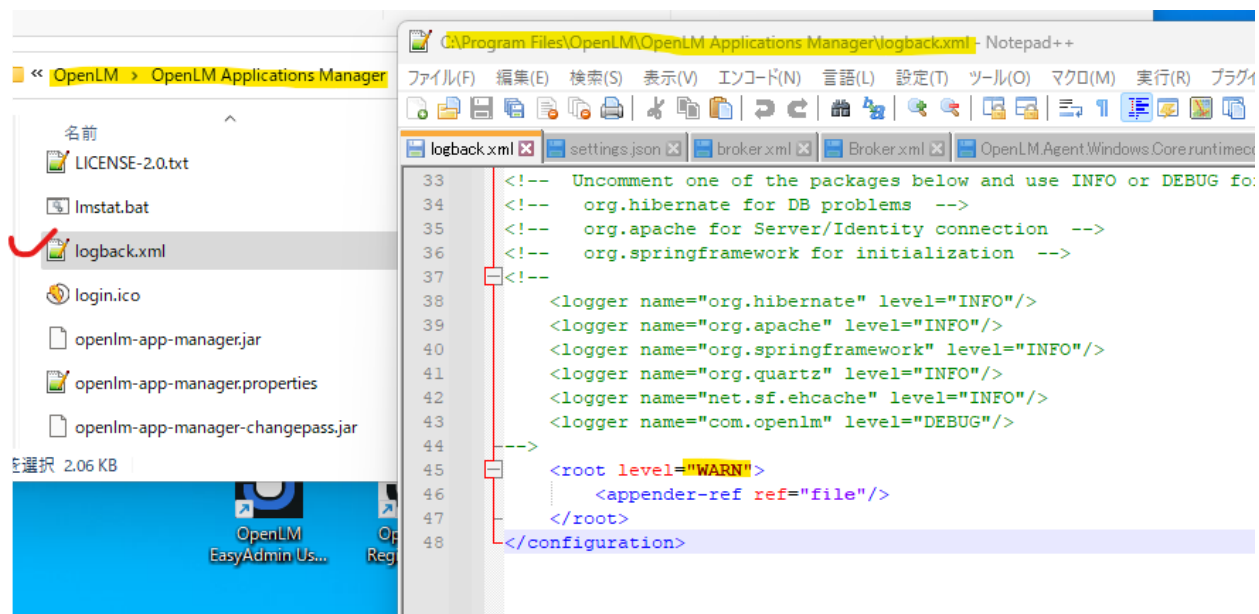 « OpenLM > OpenLM Applications Manager
名前
LICENSE-2.0.txt
lmstat.bat
logback.xml
login.ico
openlm-app-manager.jar
openlm-app-manager.properties
openlm-app-manager-changepass.jar
を選択 2.06 KB
OpenLM
EasyAdmin Us...
C:\Program Files\OpenLM\OpenLM Applications Manager\logback.xml - Notepad++
ファイル(F) 編集(E) 検索(S) 表示(V) エンコード(N) 言語(L) 設定(T) ツール(O) マクロ(M) 実行(R) プラグイ
logback.xml settings.json broker.xml Broker.xml OpenLM.Agent.Windows.Core.runtimeco
33 <!-- Uncomment one of the packages below and use INFO or DEBUG for
34 <!-- org.hibernate for DB problems -->
35 <!-- org.apache for Server/Identity connection -->
36 <!-- org.springframework for initialization -->
37 <!--
38 <logger name="org.hibernate" level="INFO"/>
39 <logger name="org.apache" level="INFO"/>
40 <logger name="org.springframework" level="INFO"/>
41 <logger name="org.quartz" level="INFO"/>
42 <logger name="net.sf.ehcache" level="INFO"/>
43 <logger name="com.openlm" level="DEBUG"/>
44 -->
45 <root level="WARN">
46 <appender-ref ref="file"/>
47 </root>
48 </configuration>